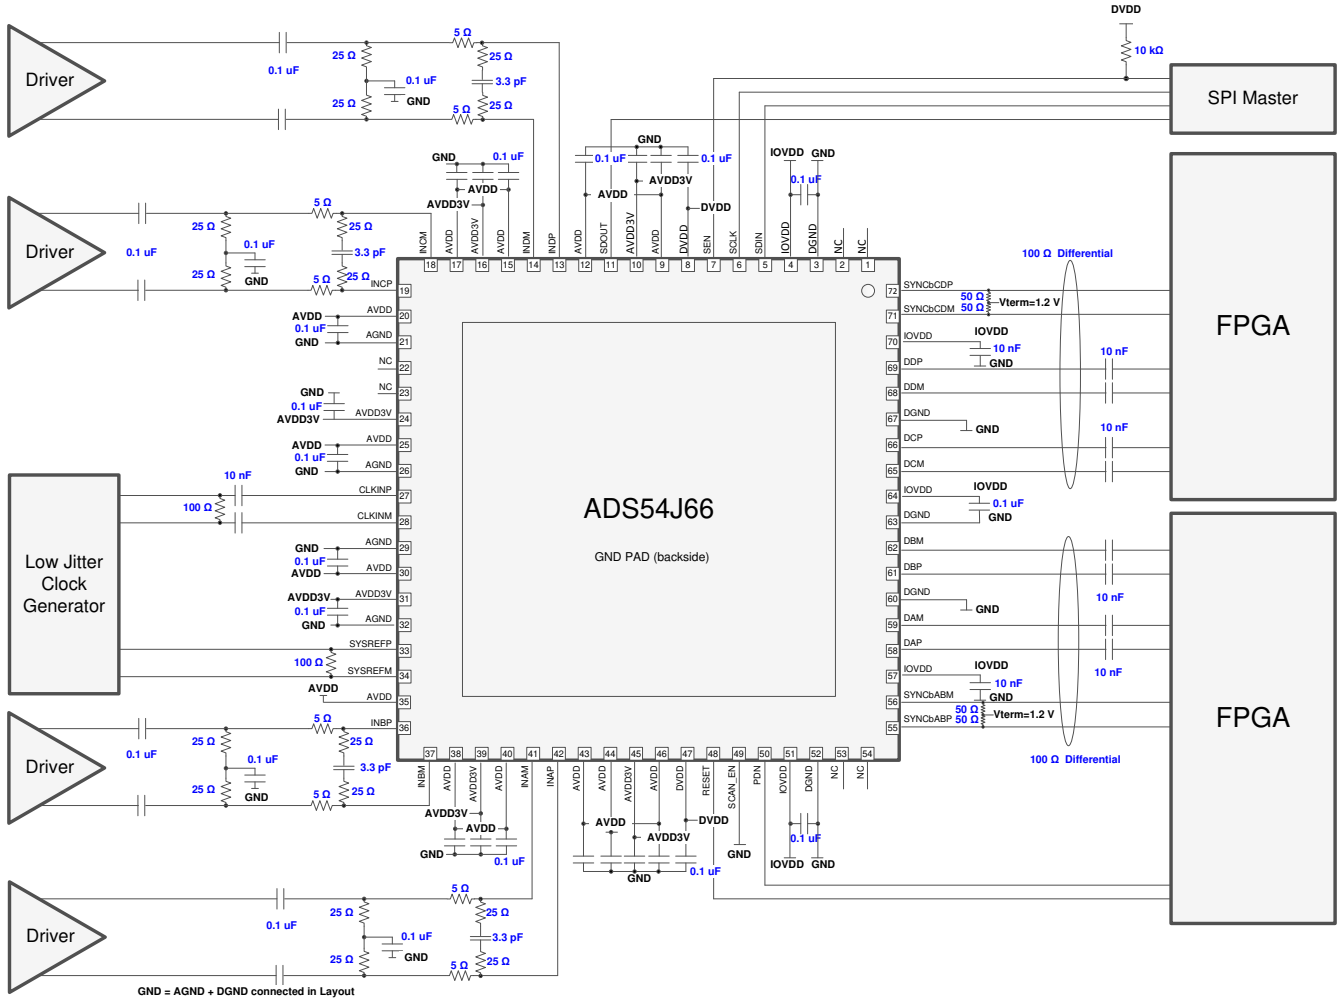 DVDD
10 kΩ
SPI Master
Driver
0.1 uF
25 Ω
25 Ω
0.1 uF
GND
5 Ω
5 Ω
25 Ω
3.3 pF
25 Ω
GND
0.1 uF
AVDD
AVDD3V
GND
0.1 uF
0.1 uF
AVDD3V
AVDD
DVDD
IOVDD GND
0.1 uF
Driver
0.1 uF
25 Ω
25 Ω
0.1 uF
GND
5 Ω
5 Ω
25 Ω
3.3 pF
25 Ω
INCM
AVDD
AVDD3V
AVDD
INDM
INDP
AVDD
SDOUT
AVDD3V
AVDD
DVDD
SEN
SCLK
SDIN
IOVDD
DGND
NC
NC
18 17 16 15 14 13 12 11 10 9 8 7 6 5 4 3 2 1
INCP 19
AVDD 20
AGND 21
NC 22
NC 23
AVDD3V 24
AVDD 25
AGND 26
CLKINP 27
CLKINM 28
AGND 29
AVDD 30
AVDD3V 31
AGND 32
SYSREFP 33
SYSREFM 34
AVDD 35
INBP 36
AVDD
0.1 uF
GND
GND
0.1 uF
AVDD3V
AVDD
0.1 uF
GND
10 nF
100 Ω
GND
0.1 uF
AVDD
AVDD3V
0.1 uF
GND
100 Ω
AVDD
Low Jitter
Clock
Generator
ADS54J66
GND PAD (backside)
72 SYNCbCDP
71 SYNCbCDM
70 IOVDD
69 DDP
68 DDM
67 DGND
66 DCP
65 DCM
64 IOVDD
63 DGND
62 DBM
61 DBP
60 DGND
59 DAM
58 DAP
57 IOVDD
56 SYNCbABM
55 SYNCbABP
100 Ω Differential
50 Ω
50 Ω
Vterm=1.2 V
IOVDD
10 nF
GND
10 nF
GND
10 nF
IOVDD
0.1 uF
GND
FPGA
10 nF
GND
10 nF
IOVDD
10 nF
GND
50 Ω
50 Ω
Vterm=1.2 V
100 Ω Differential
FPGA
37 38 39 40 41 42 43 44 45 46 47 48 49 50 51 52 53 54
INBM
AVDD
AVDD3V
AVDD
INAM
INAP
AVDD
AVDD
AVDD3V
AVDD
DVDD
RESET
SCAN_EN
PDN
IOVDD
DGND
NC
NC
Driver
0.1 uF
25 Ω
25 Ω
0.1 uF
GND
5 Ω
5 Ω
25 Ω
3.3 pF
25 Ω
AVDD3V
AVDD
GND
0.1 uF
AVDD
AVDD3V
DVDD
GND
0.1 uF
GND
0.1 uF
IOVDD GND
Driver
0.1 uF
25 Ω
25 Ω
0.1 uF
GND
5 Ω
5 Ω
25 Ω
3.3 pF
25 Ω
GND = AGND + DGND connected in Layout